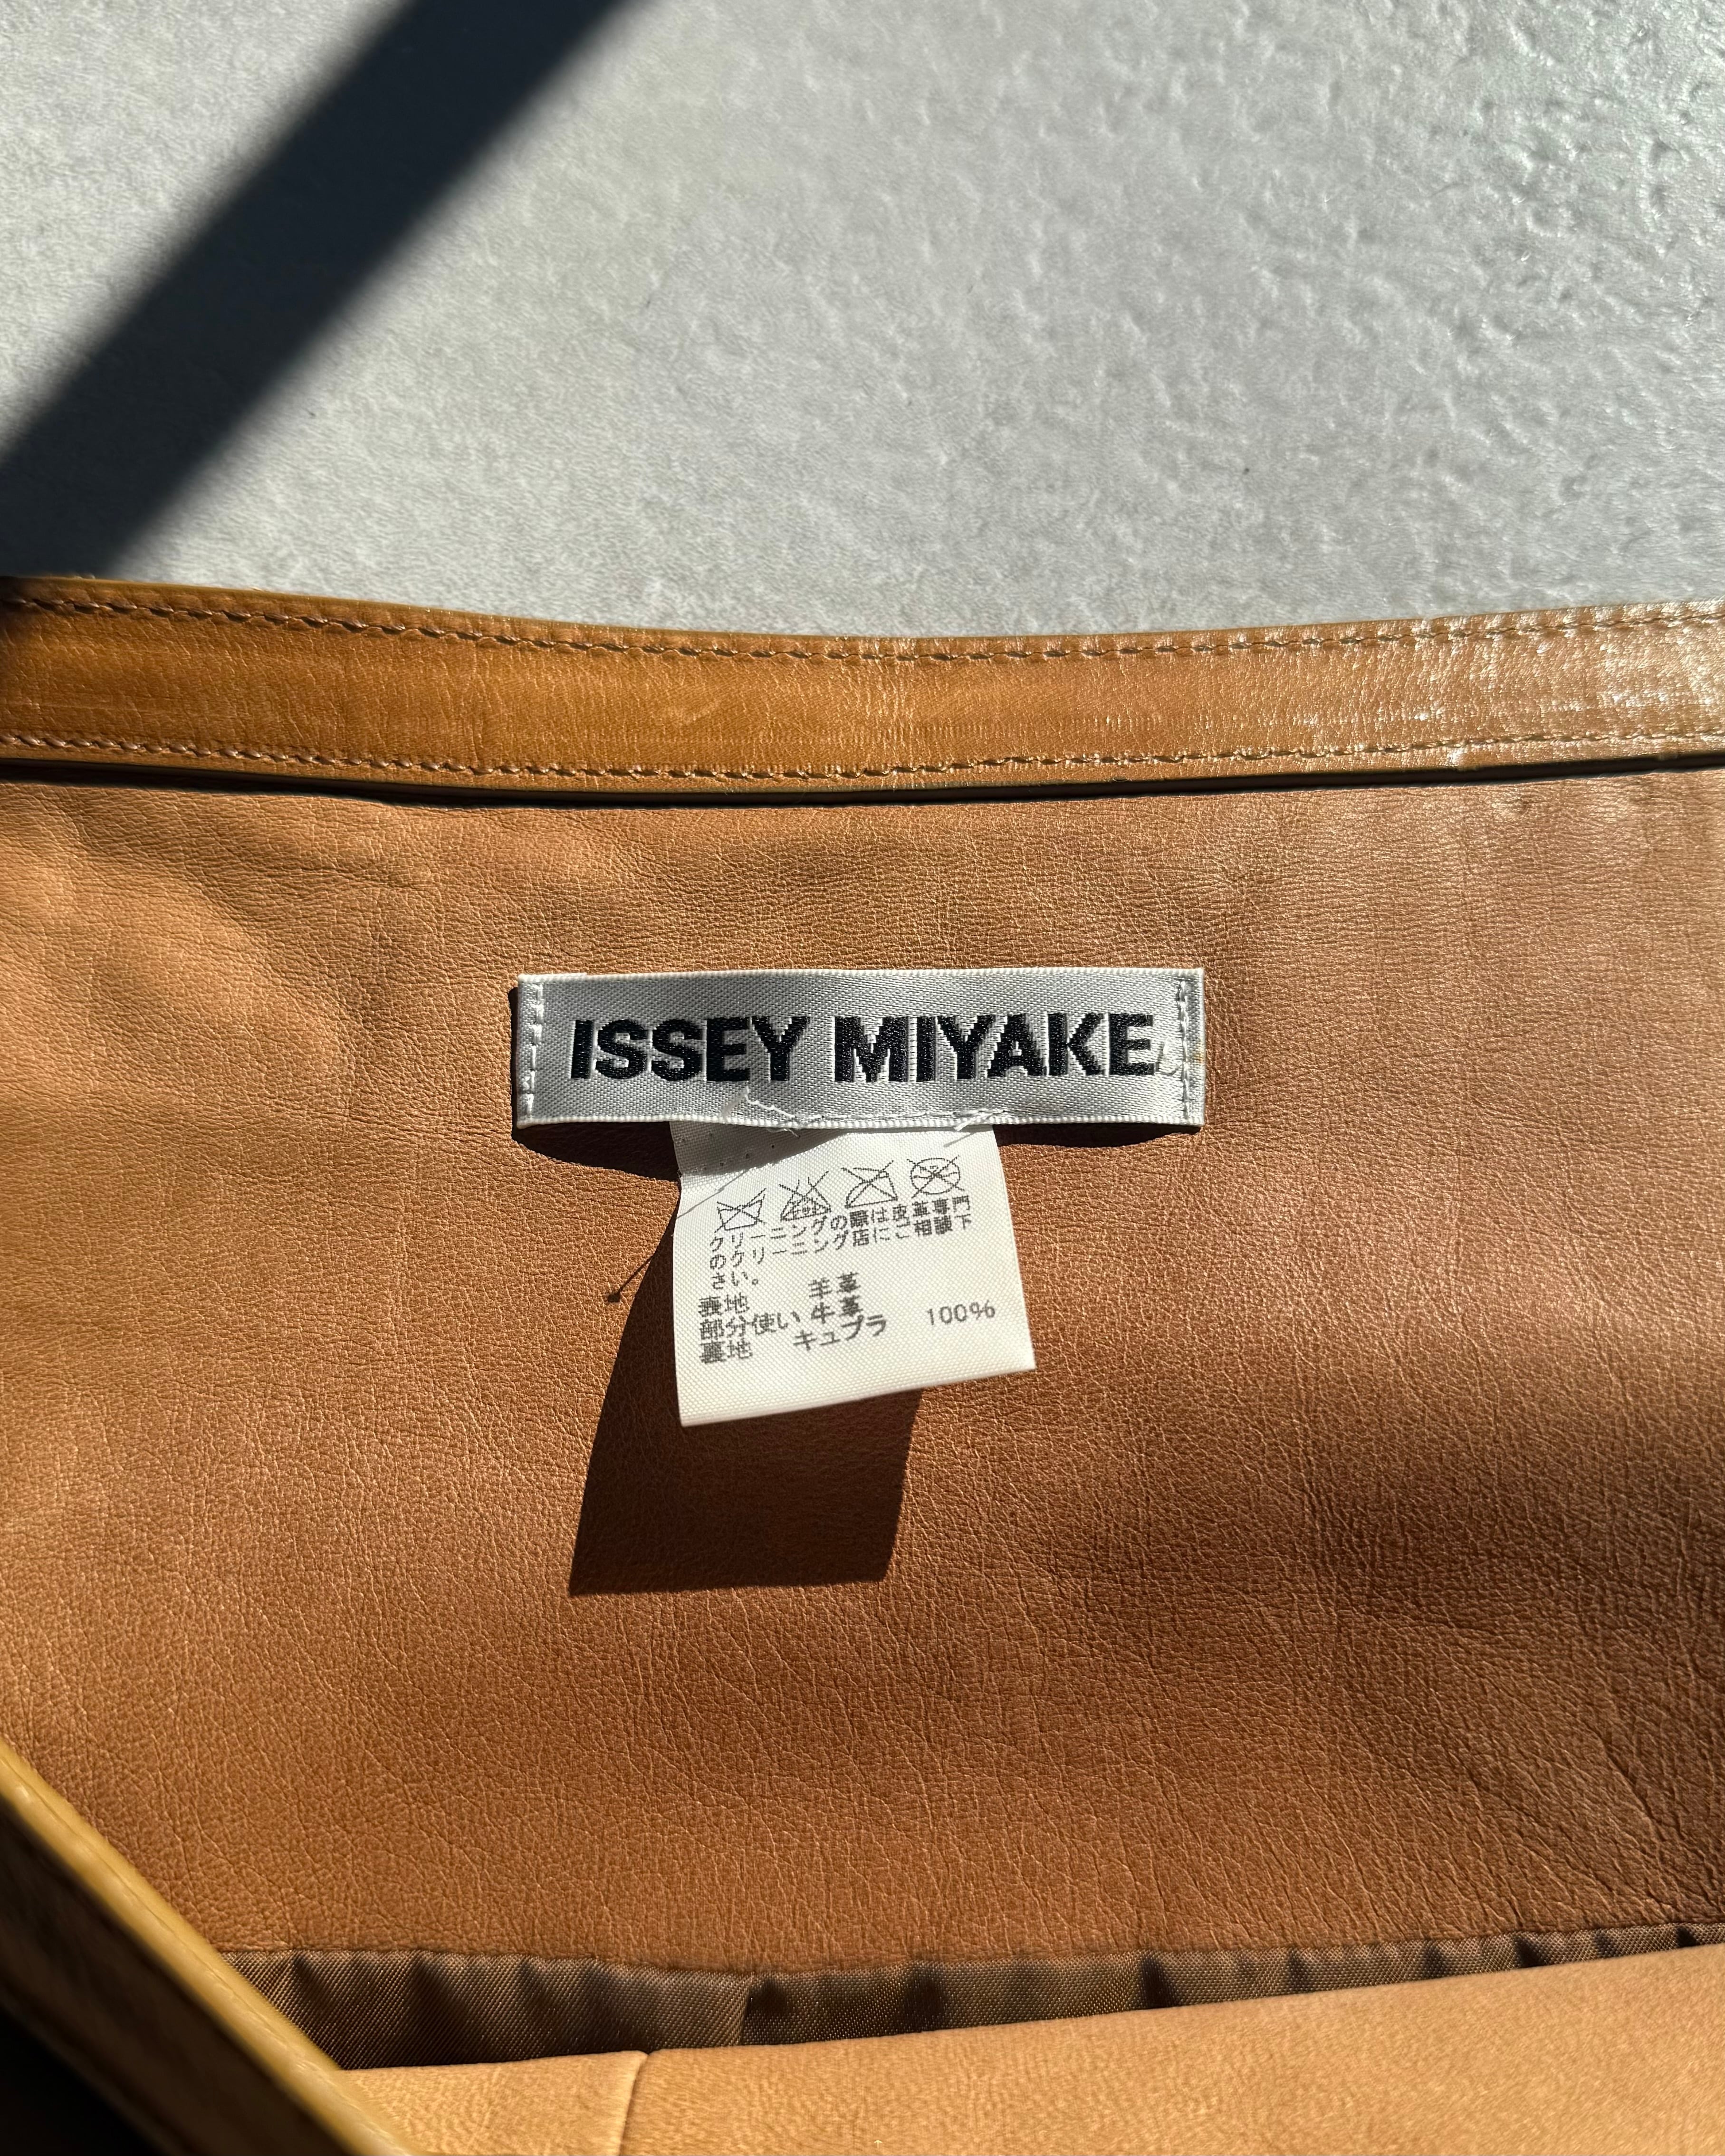 ISSEY MIYAKE
クリーニングの際は皮革専門
のクリーニング店にご相談下
さい。
表地 羊革
部分使い 牛革
裏地 キュプラ 100%